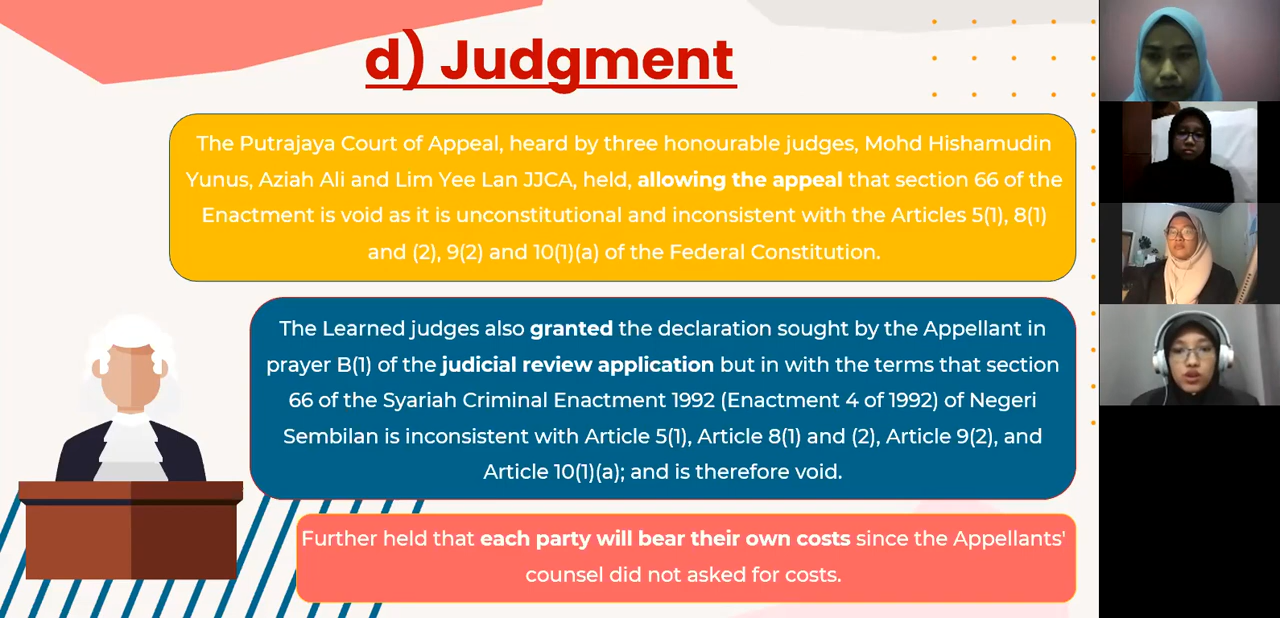 d) Judgment
The Putrajaya Court of Appeal, heard by three honourable judges, Mohd Hishamudin
Yunus, Aziah Ali and Lim Yee Lan JJCA, held, allowing the appeal that section 66 of the
Enactment is void as it is unconstitutional and inconsistent with the Articles 5(1), 8(1)
and (2), 9(2) and 10(1)(a) of the Federal Constitution.
The Learned judges also granted the declaration sought by the Appellant in
prayer B(1) of the judicial review application but in with the terms that section
66 of the Syariah Criminal Enactment 1992 (Enactment 4 of 1992) of Negeri
Sembilan is inconsistent with Article 5(1), Article 8(1) and (2), Article 9(2), and
Article 10(1)(a); and is therefore void.
Further held that each party will bear their own costs since the Appellants'
counsel did not asked for costs.